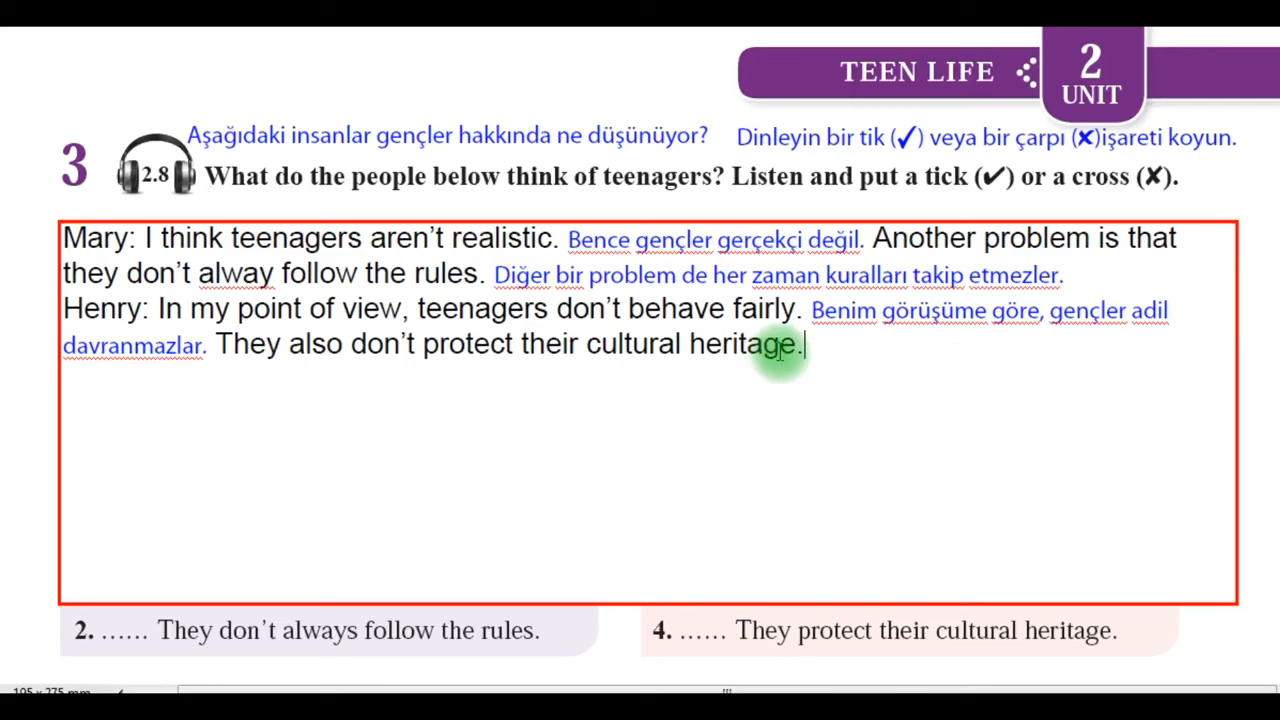 TEEN LIFE
2
UNIT
Aşağıdaki insanlar gençler hakkında ne düşünüyor? Dinleyin bir tik (✓) veya bir çarpı (✘)işareti koyun.
3 2.8 What do the people below think of teenagers? Listen and put a tick (✔) or a cross (✘).
Mary: I think teenagers aren't realistic. Bence gençler gerçekçi değil. Another problem is that
they don't alway follow the rules. Diğer bir problem de her zaman kuralları takip etmezler.
Henry: In my point of view, teenagers don't behave fairly. Benim görüşüme göre, gençler adil
davranmazlar. They also don't protect their cultural heritage.
2. ...... They don't always follow the rules.
4. ...... They protect their cultural heritage.